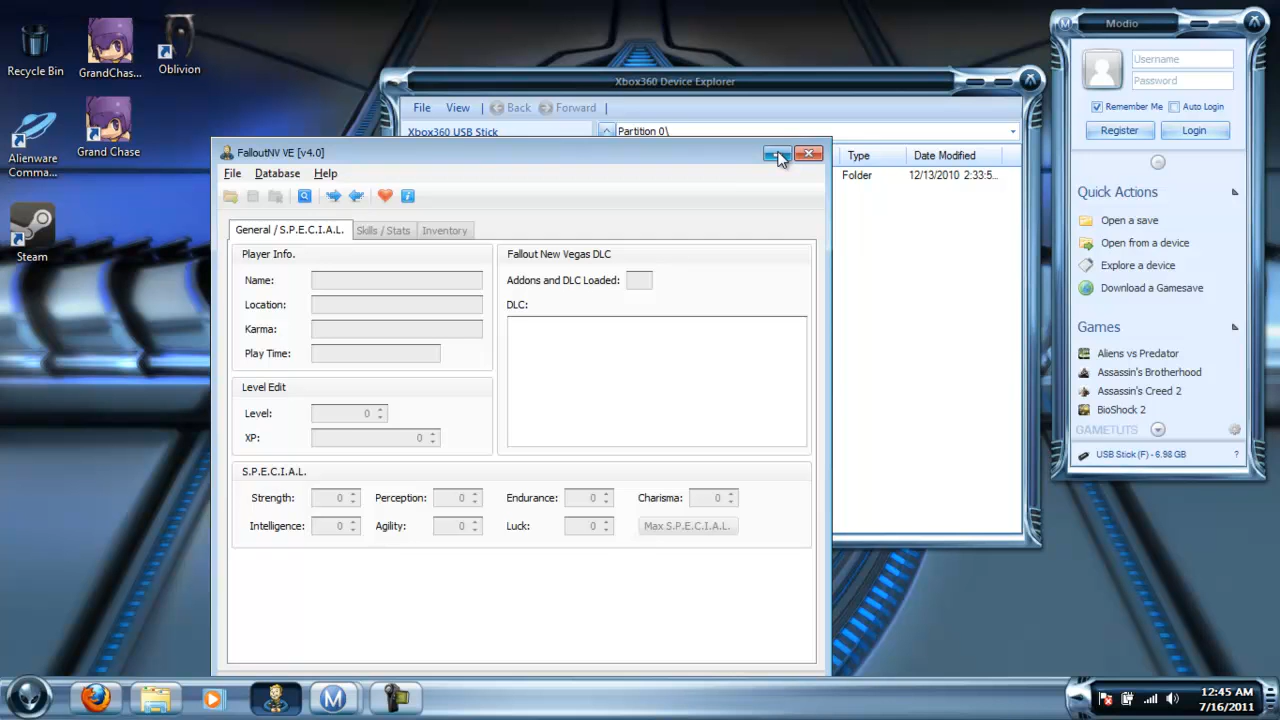 Recycle Bin
GrandChas...
Oblivion
Alienware
Comma...
Grand Chase
Steam
Xbox360 Device Explorer
File View Back Forward
Xbox360 USB Stick
Partition 0\
Type Date Modified
Folder 12/13/2010 2:33:5...
FalloutNV VE [v4.0]
File Database Help
General / S.P.E.C.I.A.L. Skills / Stats Inventory
Player Info.
Name:
Location:
Karma:
Play Time:
Fallout New Vegas DLC
Addons and DLC Loaded:
DLC:
Level Edit
Level: 0
XP: 0
S.P.E.C.I.A.L.
Strength: 0 Perception: 0 Endurance: 0 Charisma: 0
Intelligence: 0 Agility: 0 Luck: 0 Max S.P.E.C.I.A.L.
M Modio
Username
Password
Remember Me Auto Login
Register Login
Quick Actions
Open a save
Open from a device
Explore a device
Download a Gamesave
Games
Aliens vs Predator
Assassin's Brotherhood
Assassin's Creed 2
BioShock 2
GAMETUTS
USB Stick (F) - 6.98 GB ?
M
12:45 AM
7/16/2011